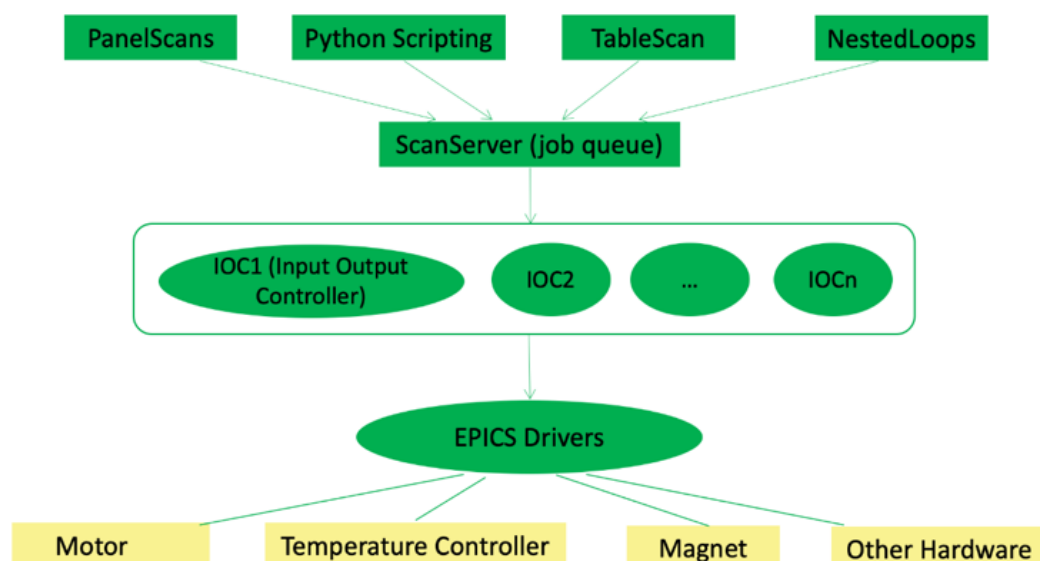 PanelScans
Python Scripting
TableScan
NestedLoops
ScanServer (job queue)
IOC1 (Input Output
Controller)
IOC2
...
IOCn
EPICS Drivers
Motor
Temperature Controller
Magnet
Other Hardware